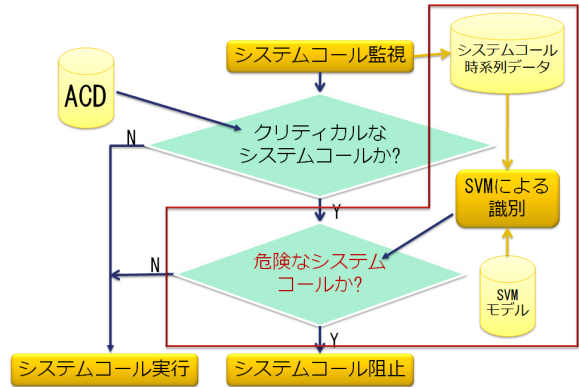 システムコール監視
システムコール
時系列データ
ACD
クリティカルな
システムコールか?
N
Y
SVMによる
識別
危険なシステム
コールか?
N
SVM
モデル
Y
システムコール実行
システムコール阻止